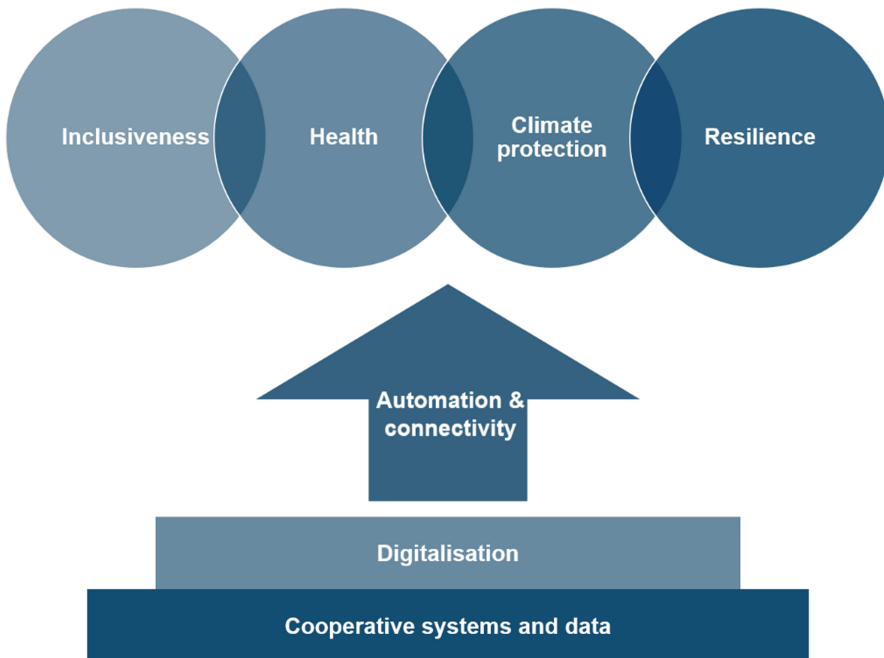 Inclusiveness
Health
Climate
protection
Resilience
Automation &
connectivity
Digitalisation
Cooperative systems and data